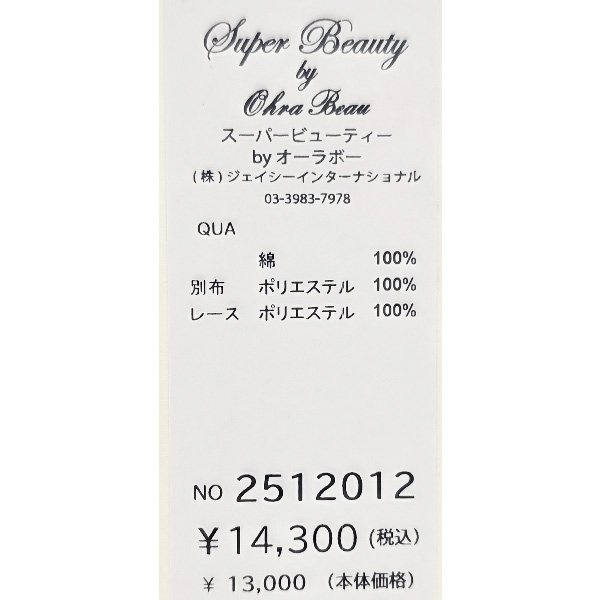 Super Beauty
by
Ohra Beau
スーパービューティー
by オーラボー
(株)ジェイシーインターナショナル
03-3983-7978
QUA
綿 100%
別布 ポリエステル 100%
レース ポリエステル 100%
NO 2512012
¥14,300 (税込)
¥ 13,000 (本体価格)